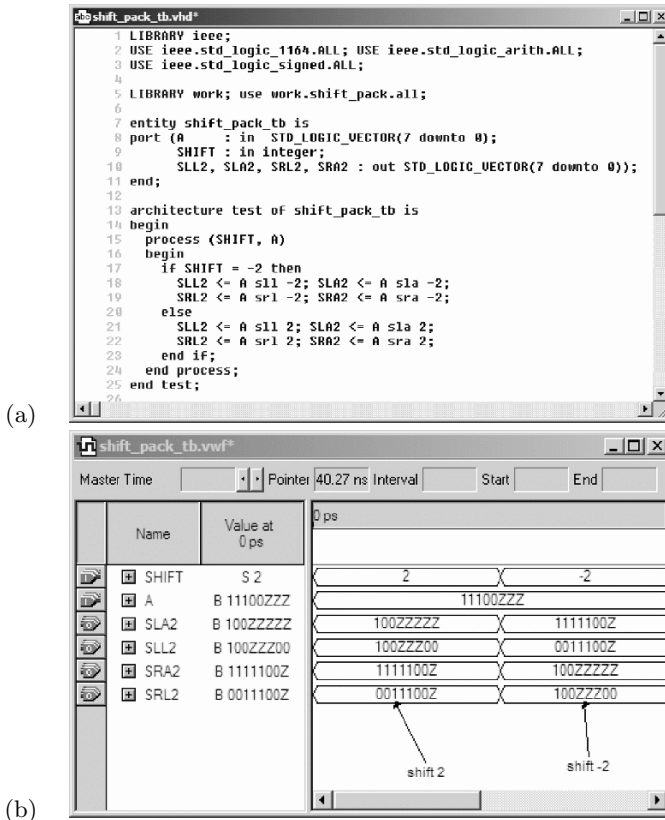 shift_pack_tb.vhd*
1 LIBRARY ieee;
2 USE ieee.std_logic_1164.ALL; USE ieee.std_logic_arith.ALL;
3 USE ieee.std_logic_signed.ALL;
4
5 LIBRARY work; use work.shift_pack.all;
6
7 entity shift_pack_tb is
8 port (A : in STD_LOGIC_VECTOR(7 downto 0);
9 SHIFT : in integer;
10 SLL2, SLA2, SRL2, SRA2 : out STD_LOGIC_VECTOR(7 downto 0));
11 end;
12
13 architecture test of shift_pack_tb is
14 begin
15 process (SHIFT, A)
16 begin
17 if SHIFT = -2 then
18 SLL2 <= A sll -2; SLA2 <= A sla -2;
19 SRL2 <= A srl -2; SRA2 <= A sra -2;
20 else
21 SLL2 <= A sll 2; SLA2 <= A sla 2;
22 SRL2 <= A srl 2; SRA2 <= A sra 2;
23 end if;
24 end process;
25 end test;
26
(a)
shift_pack_tb.vwf*
Master Time Pointer 40.27 ns Interval Start End
Name Value at 0 ps 0 ps
SHIFT S 2 2 -2
A B 11100ZZZ 11100ZZZ
SLA2 B 100ZZZZZ 100ZZZZZ 1111100Z
SLL2 B 100ZZZ00 100ZZZ00 0011100Z
SRA2 B 1111100Z 1111100Z 100ZZZZZ
SRL2 B 0011100Z 0011100Z 100ZZZ00
shift 2 shift -2
(b)